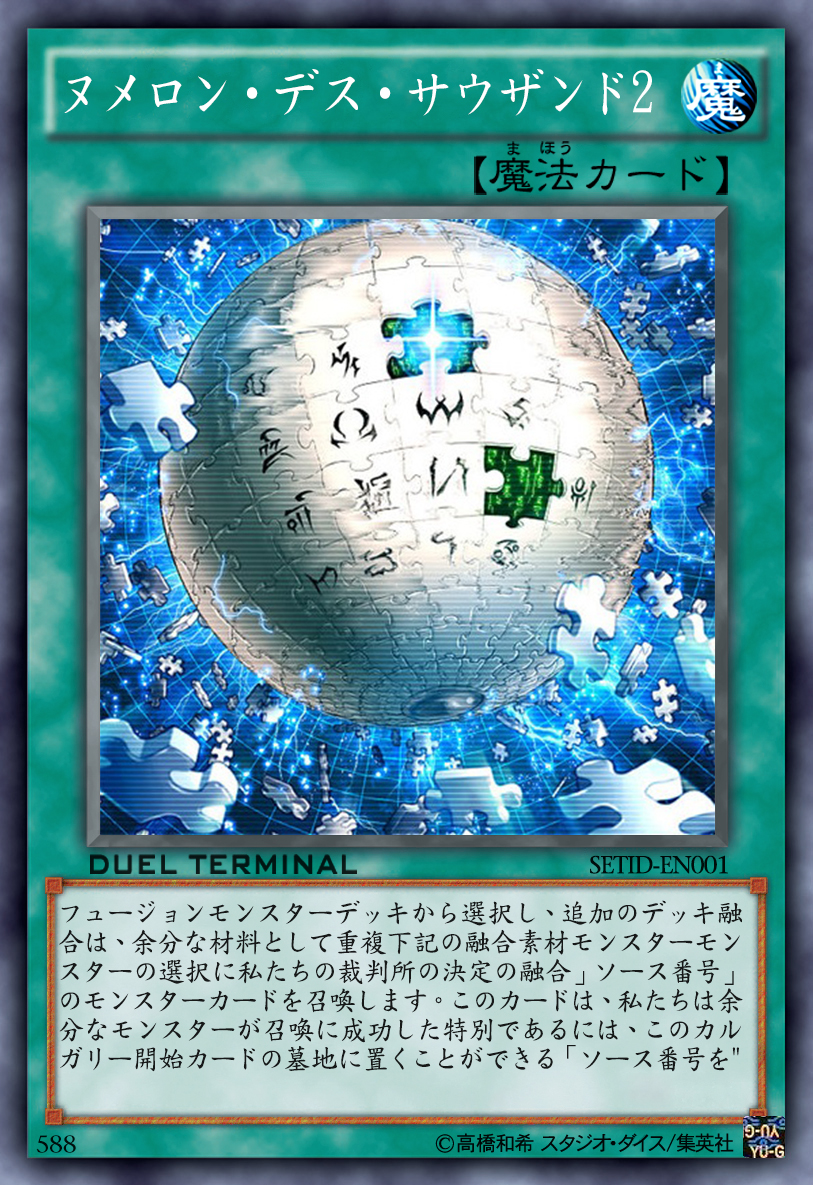 ヌメロン・デス・サウザンド2
魔
まほう
【魔法カード】
Ω
W
DUEL TERMINAL
SETID-EN001
フュージョンモンスターデッキから選択し、追加のデッキ融
合は、余分な材料として重複下記の融合素材モンスターモン
スターの選択に私たちの裁判所の決定の融合」ソース番号」
のモンスターカードを召喚します。このカードは、私たちは余
分なモンスターが召喚に成功した特別であるには、このカル
ガリー開始カードの墓地に置くことができる「ソース番号を"
588
©高橋和希 スタジオ・ダイス/集英社
YU-G